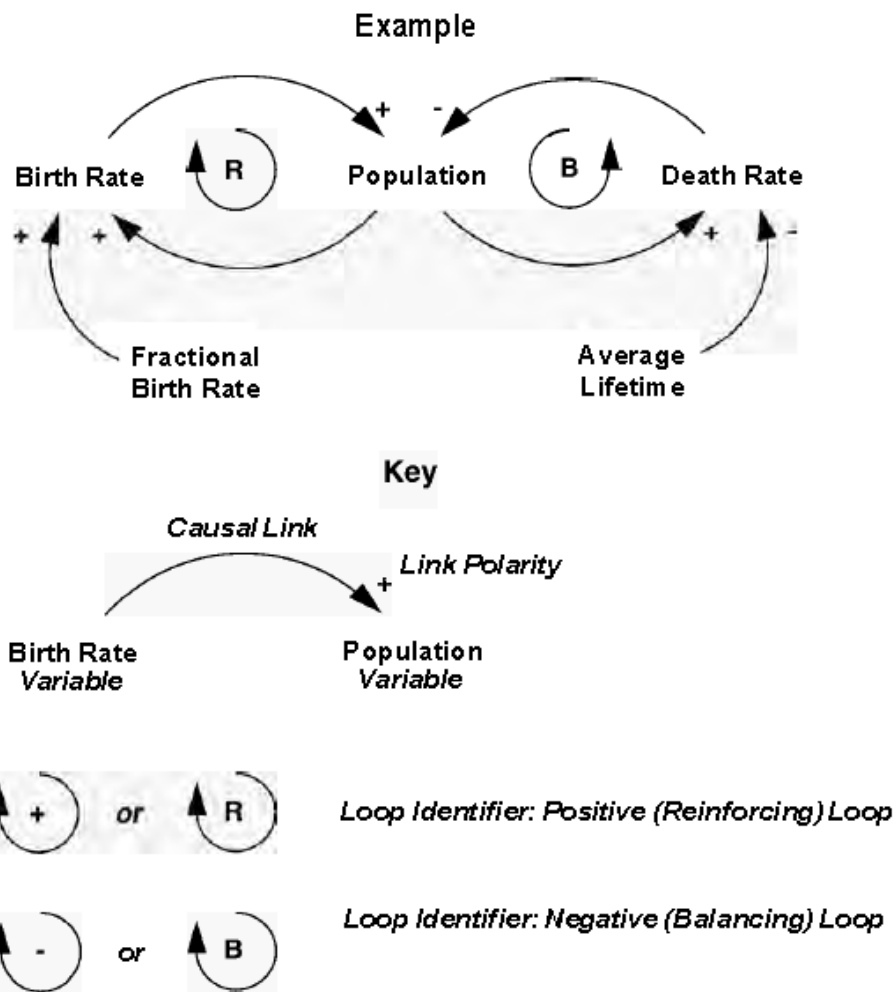 Example
+ -
Birth Rate R Population B Death Rate
+ + + -
Fractional
Birth Rate
Average
Lifetime
Key
Causal Link
+ Link Polarity
Birth Rate
Variable
Population
Variable
+ or R Loop Identifier: Positive (Reinforcing) Loop
- or B Loop Identifier: Negative (Balancing) Loop